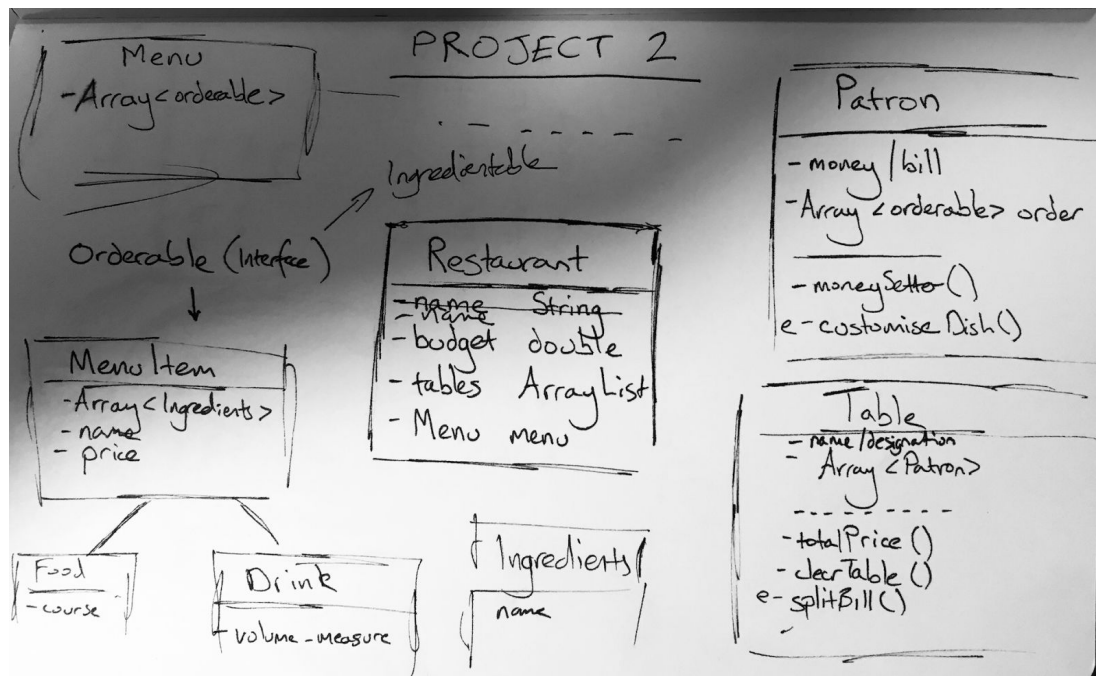 PROJECT 2
Menu
- Array<orderable>
Ingredientable
Orderable (Interface)
MenuItem
- Array<Ingredients>
- name
- price
Food
- course
Drink
- volume - measure
Restaurant
- name String
- name
- budget double
- tables ArrayList
- Menu menu
Ingredients
name
Patron
- money / bill
- Array <orderable> order
- moneySetter()
e - customise Dish()
Table
- name / designation
- Array <Patron>
- totalPrice ()
- clearTable ()
e - splitBill ()